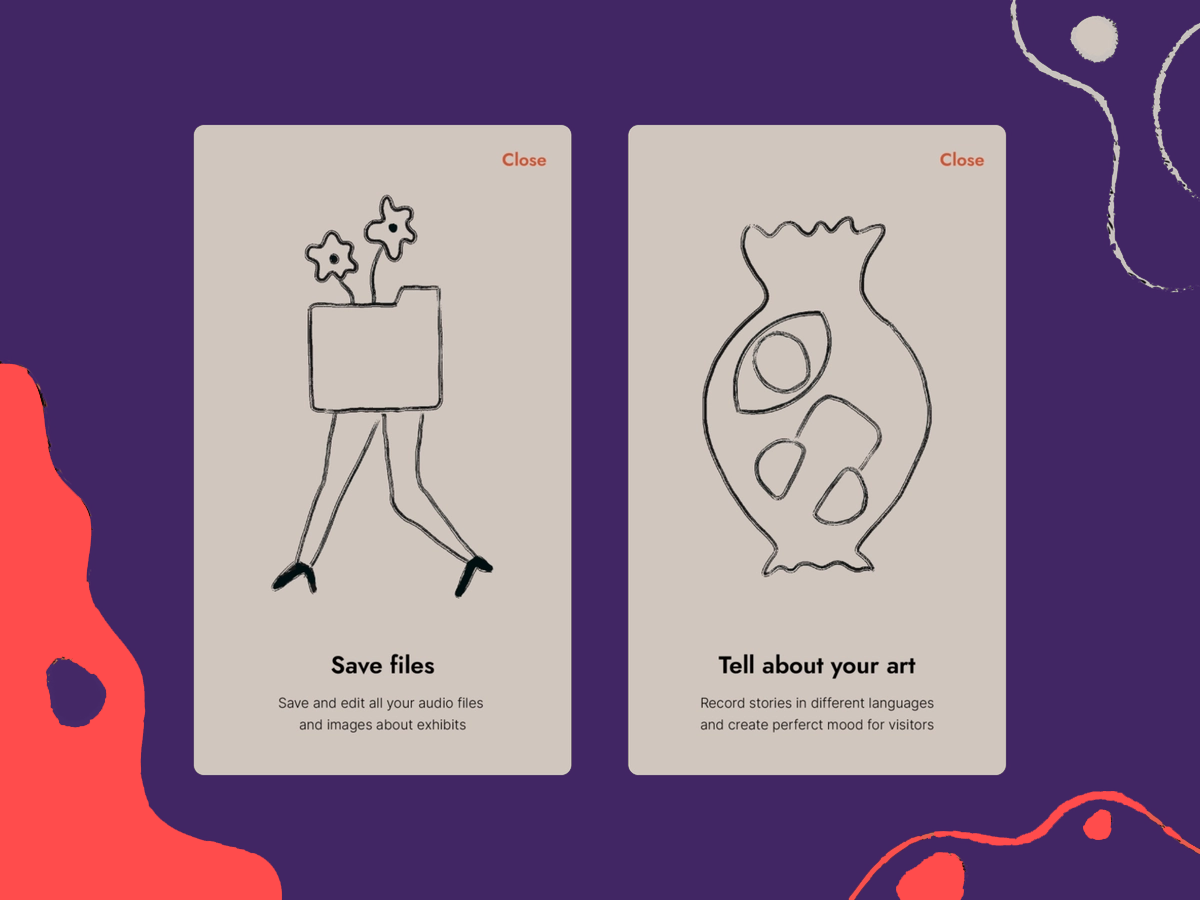 Close
Save files
Save and edit all your audio files
and images about exhibits
Close
Tell about your art
Record stories in different languages
and create perferct mood for visitors